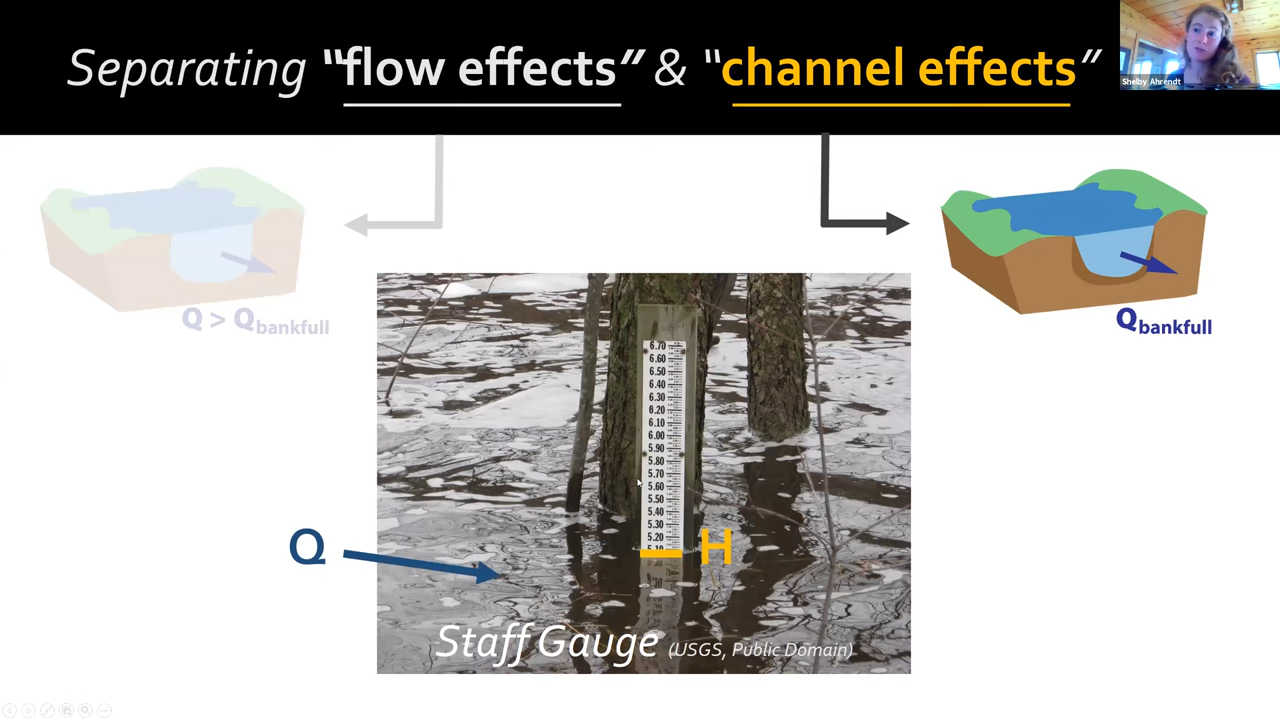 Separating “flow effects” & “channel effects”
Shelby Ahrendt
Q > Qbankfull
Qbankfull
6.70
6.60
6.50
6.40
6.30
6.20
6.10
6.00
5.90
5.80
5.70
5.60
5.50
5.40
5.30
5.20
5.10
Q
H
Staff Gauge (USGS, Public Domain)